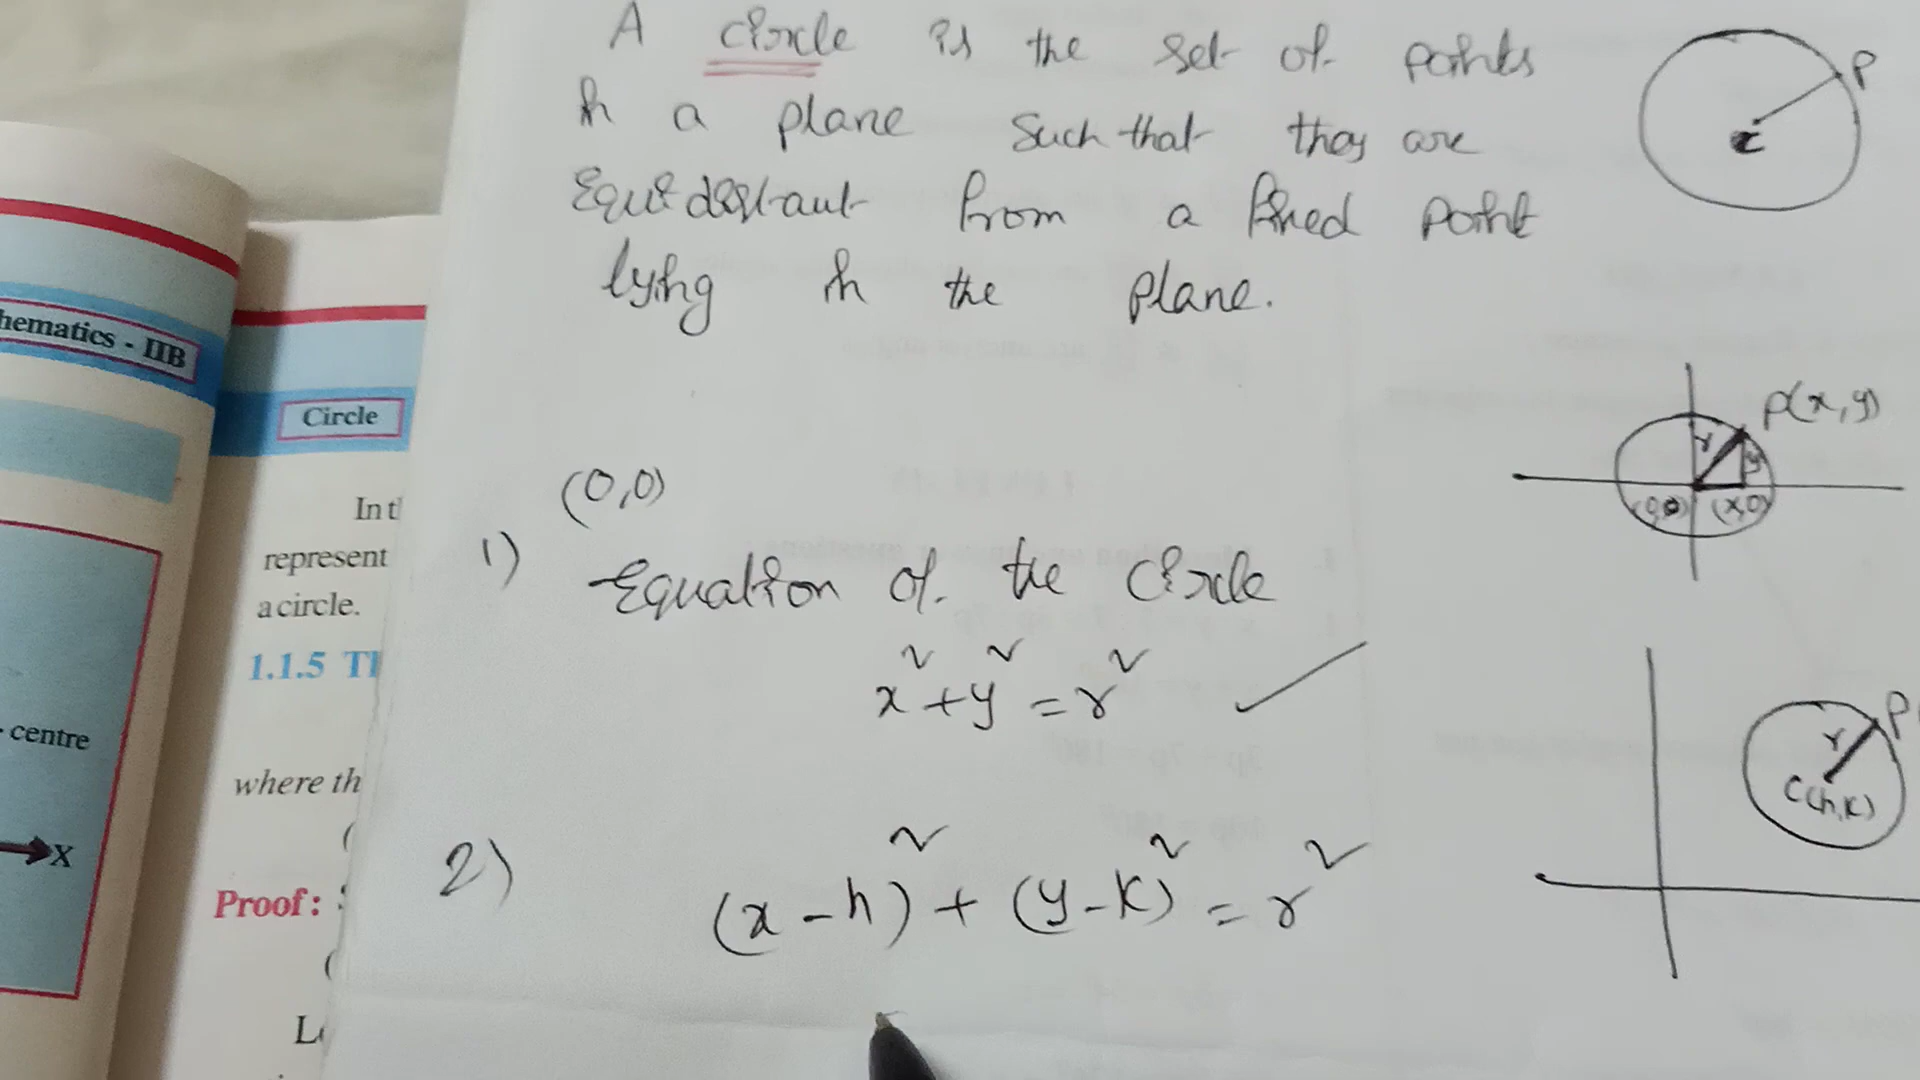 A circle is the set of points
in a plane such that they are
Equidistant from a fixed point
lying in the plane.
P
c
hematics - IIB
Circle
(0,0)
1) Equation of the Circle
x² + y² = r²
2) (x - h)² + (y - k)² = r²
P(x, y)
r
y
(0,0) (x,0)
P
r
C(h,k)
In t
represent
a circle.
1.1.5 Th
centre
where th
X
Proof :
Le